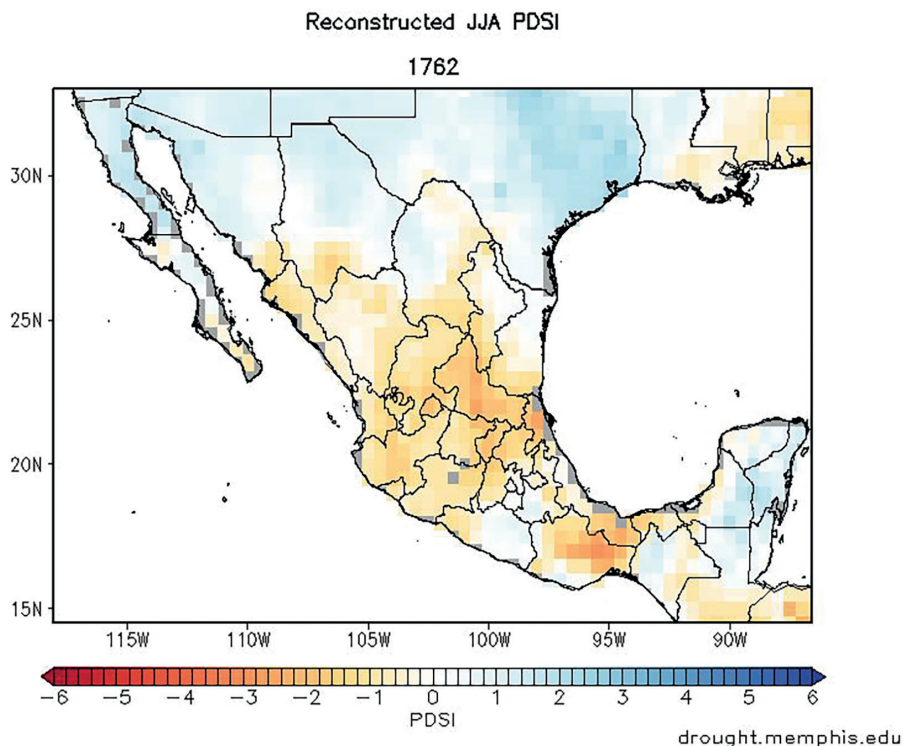 Reconstructed JJA PDSI
1762
30N
25N
20N
15N
115W 110W 105W 100W 95W 90W
-6 -5 -4 -3 -2 -1 0 1 2 3 4 5 6
PDSI
drought.memphis.edu